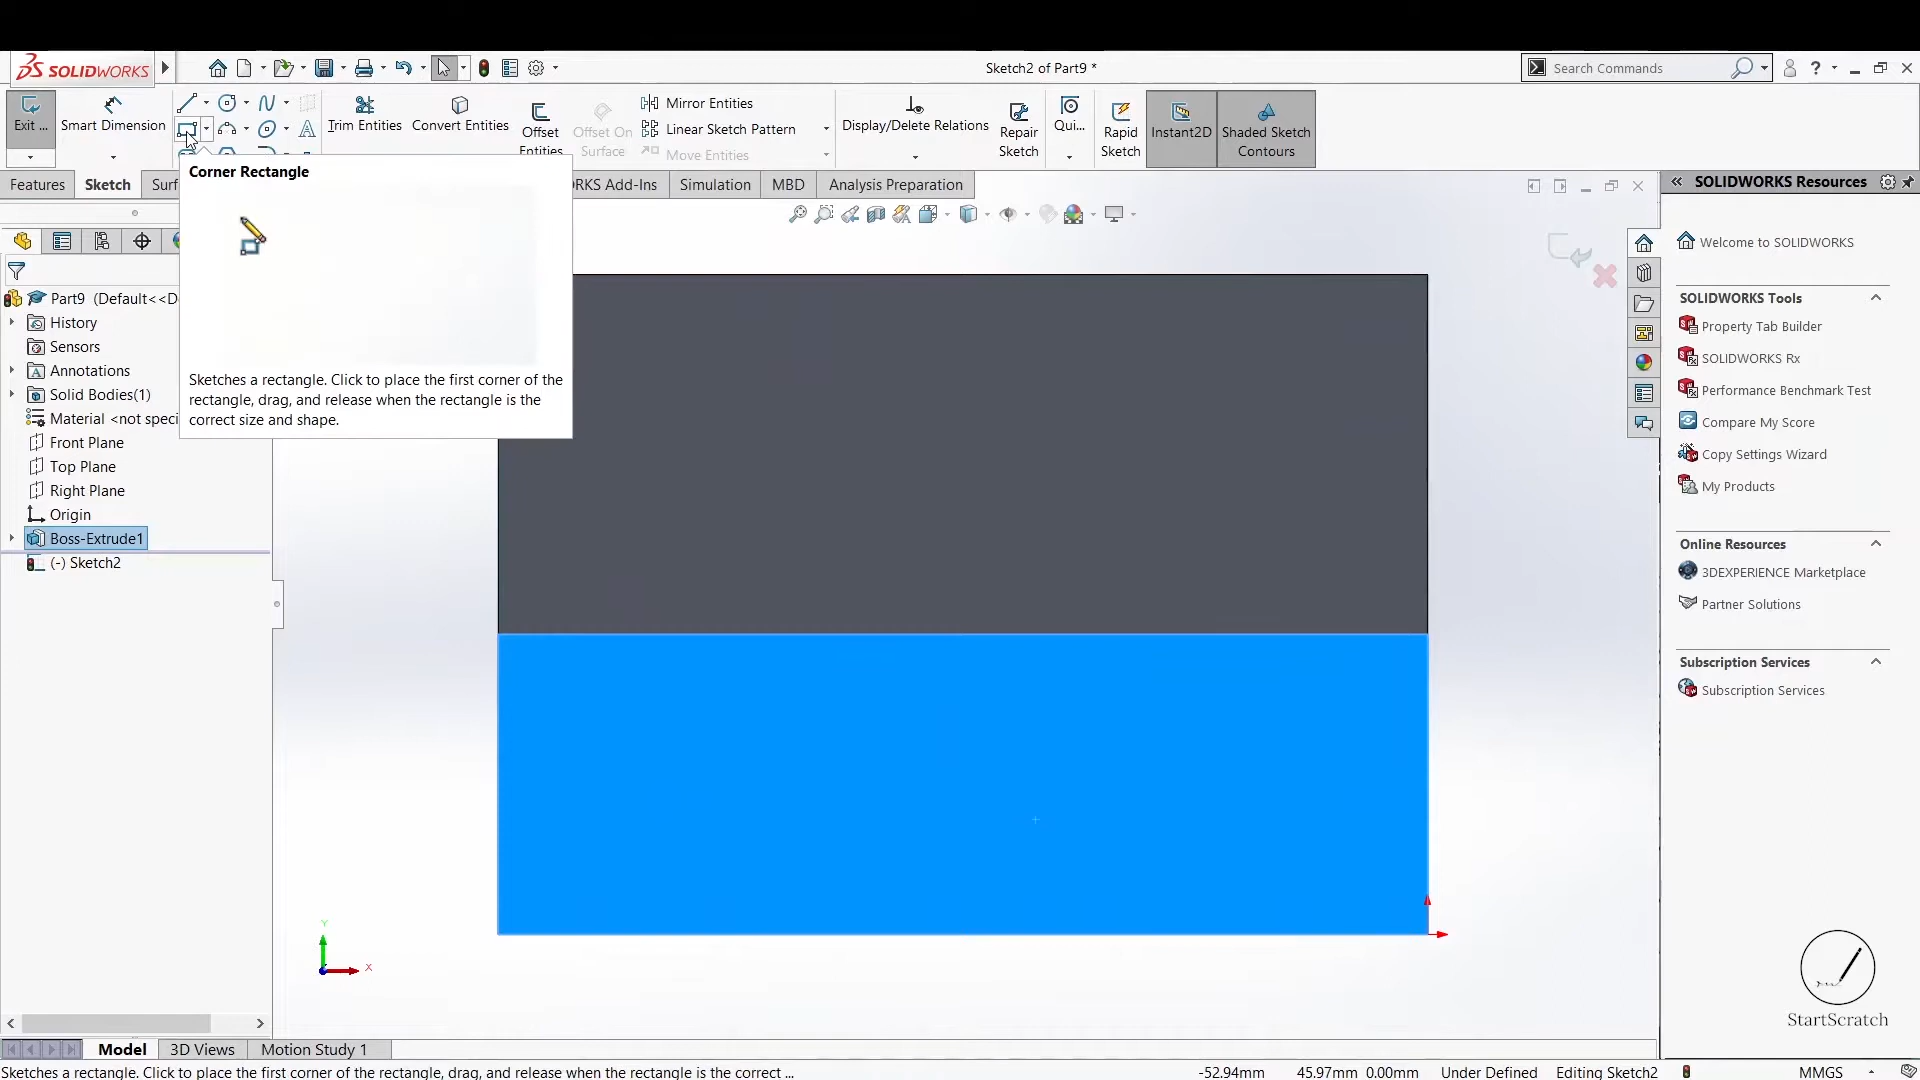 SOLIDWORKS
Sketch2 of Part9 *
Search Commands
?
Exit ...
Smart Dimension
Trim Entities
Convert Entities
Offset
Entities
Offset On
Surface
Mirror Entities
Linear Sketch Pattern
Move Entities
Display/Delete Relations
Repair
Sketch
Qui...
Rapid
Sketch
Instant2D
Shaded Sketch
Contours
Features
Sketch
Surf
RKS Add-Ins
Simulation
MBD
Analysis Preparation
Corner Rectangle
Sketches a rectangle. Click to place the first corner of the
rectangle, drag, and release when the rectangle is the
correct size and shape.
Part9 (Default<<D
History
Sensors
Annotations
Solid Bodies(1)
Material <not speci
Front Plane
Top Plane
Right Plane
Origin
Boss-Extrude1
(-) Sketch2
Y
X
SOLIDWORKS Resources
Welcome to SOLIDWORKS
SOLIDWORKS Tools
Property Tab Builder
SOLIDWORKS Rx
Performance Benchmark Test
Compare My Score
Copy Settings Wizard
My Products
Online Resources
3DEXPERIENCE Marketplace
Partner Solutions
Subscription Services
Subscription Services
StartScratch
Model
3D Views
Motion Study 1
Sketches a rectangle. Click to place the first corner of the rectangle, drag, and release when the rectangle is the correct ...
-52.94mm 45.97mm 0.00mm Under Defined Editing Sketch2 MMGS